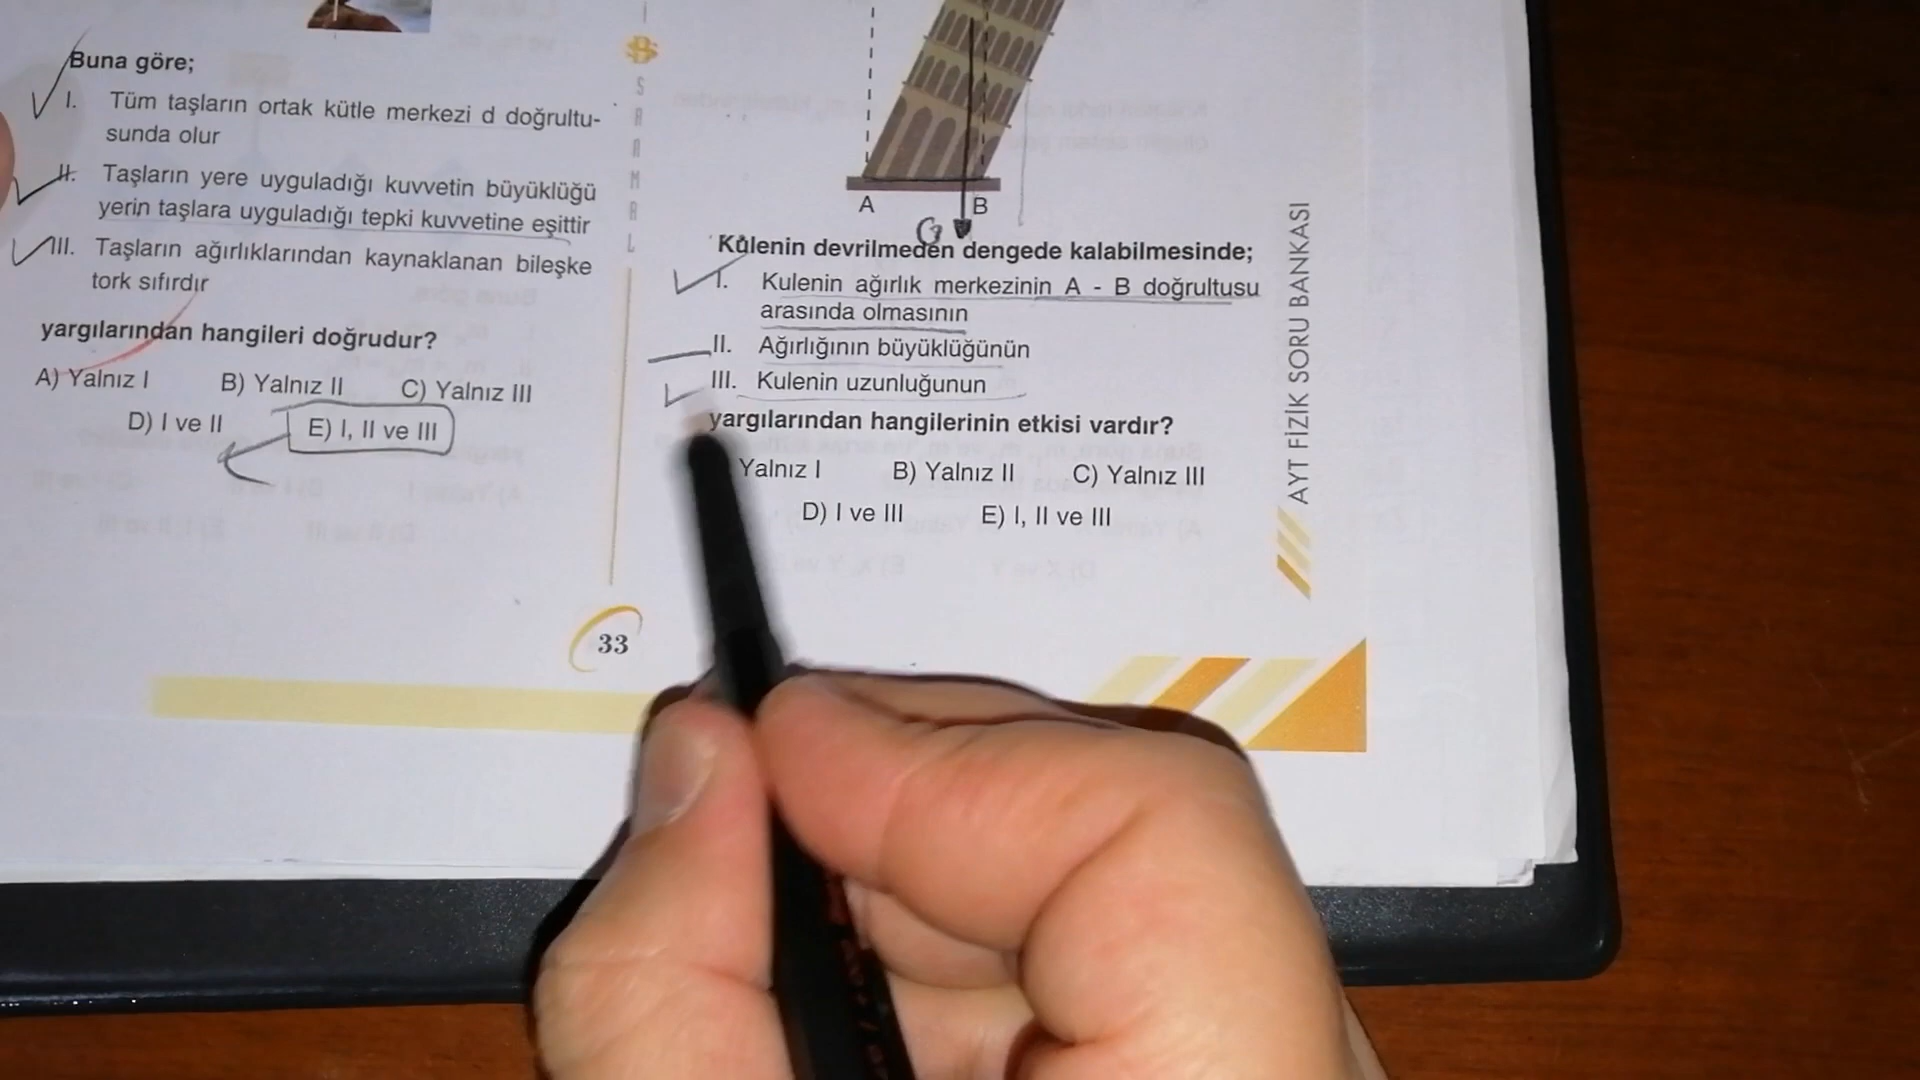 Buna göre;
I. Tüm taşların ortak kütle merkezi d doğrultu-
sunda olur
II. Taşların yere uyguladığı kuvvetin büyüklüğü
yerin taşlara uyguladığı tepki kuvvetine eşittir
III. Taşların ağırlıklarından kaynaklanan bileşke
tork sıfırdır
yargılarından hangileri doğrudur?
A) Yalnız I B) Yalnız II C) Yalnız III
D) I ve II E) I, II ve III
SARMAL
A B
G
Kulenin devrilmeden dengede kalabilmesinde;
I. Kulenin ağırlık merkezinin A - B doğrultusu
arasında olmasının
II. Ağırlığının büyüklüğünün
III. Kulenin uzunluğunun
yargılarından hangilerinin etkisi vardır?
Yalnız I B) Yalnız II C) Yalnız III
D) I ve III E) I, II ve III
AYT FİZİK SORU BANKASI
33